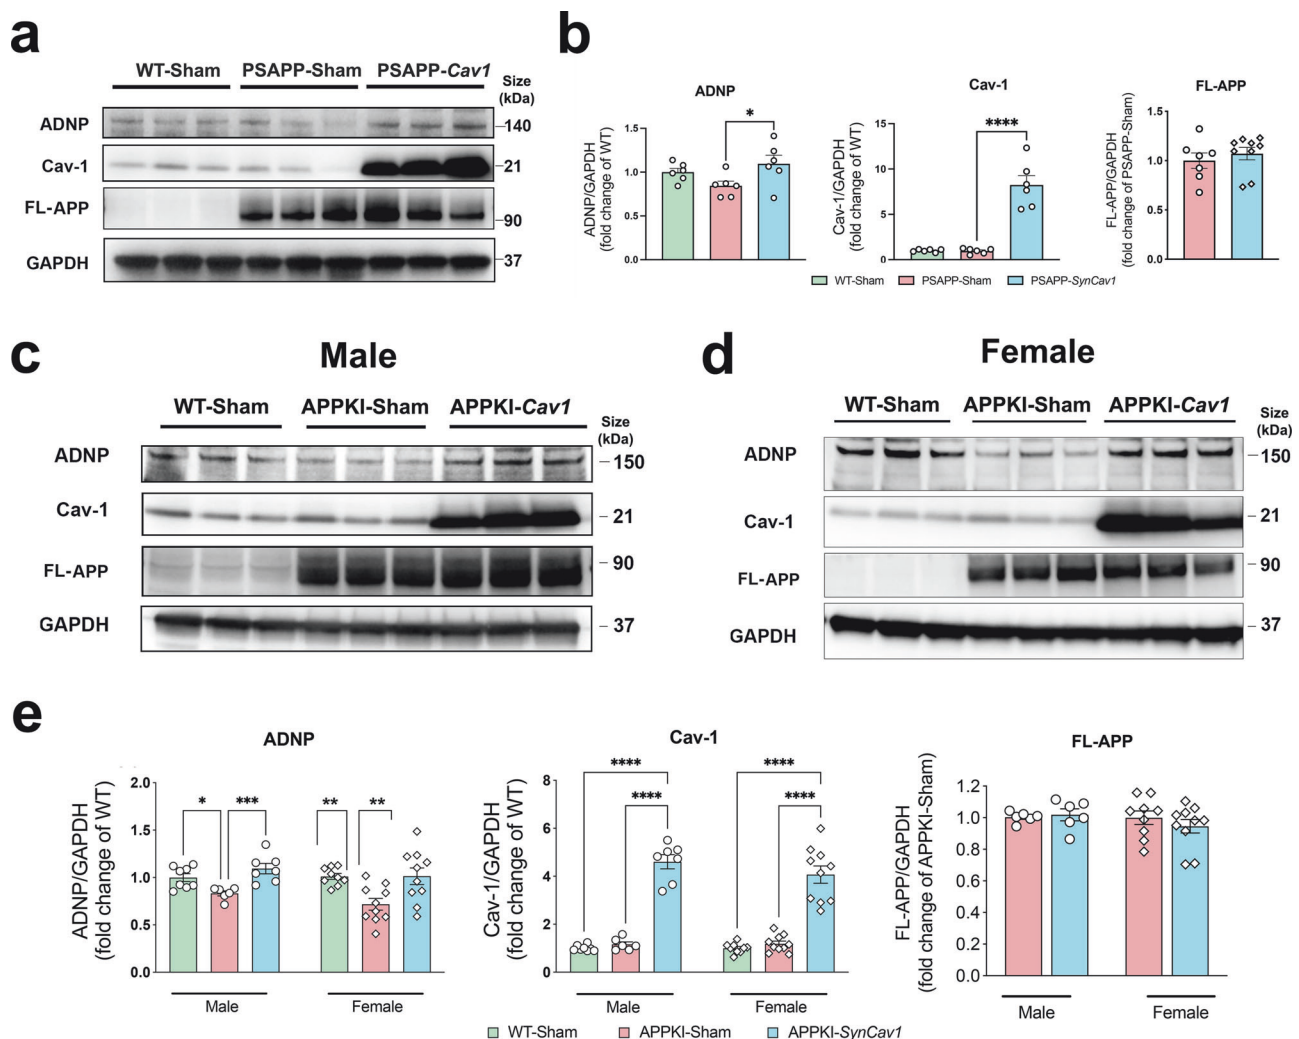 a
WT-Sham PSAPP-Sham PSAPP-Cav1
Size
(kDa)
ADNP
140
Cav-1
21
FL-APP
90
GAPDH
37
b
ADNP
ADNP/GAPDH
(fold change of WT)
1.5
1.0
0.5
0.0
*
Cav-1
Cav-1/GAPDH
(fold change of WT)
15
10
5
0
****
FL-APP
FL-APP/GAPDH
(fold change of PSAPP-Sham)
1.5
1.0
0.5
0.0
WT-Sham PSAPP-Sham PSAPP-SynCav1
c
Male
WT-Sham APPKI-Sham APPKI-Cav1
Size
(kDa)
ADNP
150
Cav-1
21
FL-APP
90
GAPDH
37
d
Female
WT-Sham APPKI-Sham APPKI-Cav1
Size
(kDa)
ADNP
150
Cav-1
21
FL-APP
90
GAPDH
37
e
ADNP
ADNP/GAPDH
(fold change of WT)
2.0
1.5
1.0
0.5
0.0
* *** ** **
Male Female
Cav-1
Cav-1/GAPDH
(fold change of WT)
8
6
4
2
0
**** ****
**** ****
Male Female
FL-APP
FL-APP/GAPDH
(fold change of APPKI-Sham)
1.2
1.0
0.8
0.6
0.4
0.2
0.0
Male Female
WT-Sham APPKI-Sham APPKI-SynCav1